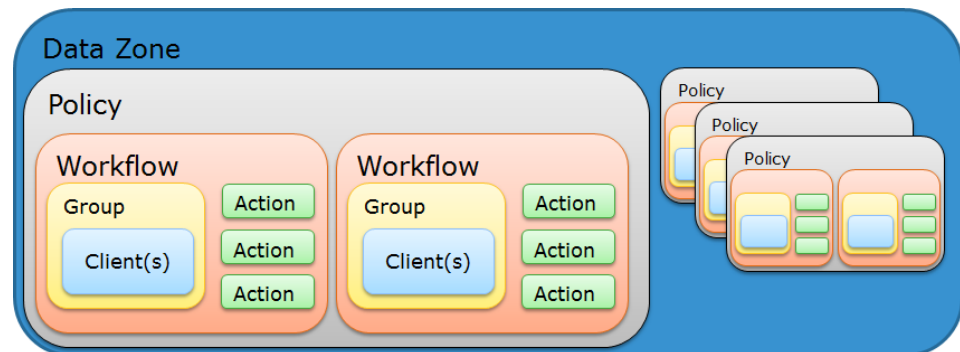 Data Zone
Policy
Workflow
Group
Client(s)
Action
Action
Action
Workflow
Group
Client(s)
Action
Action
Action
Policy
Policy
Policy